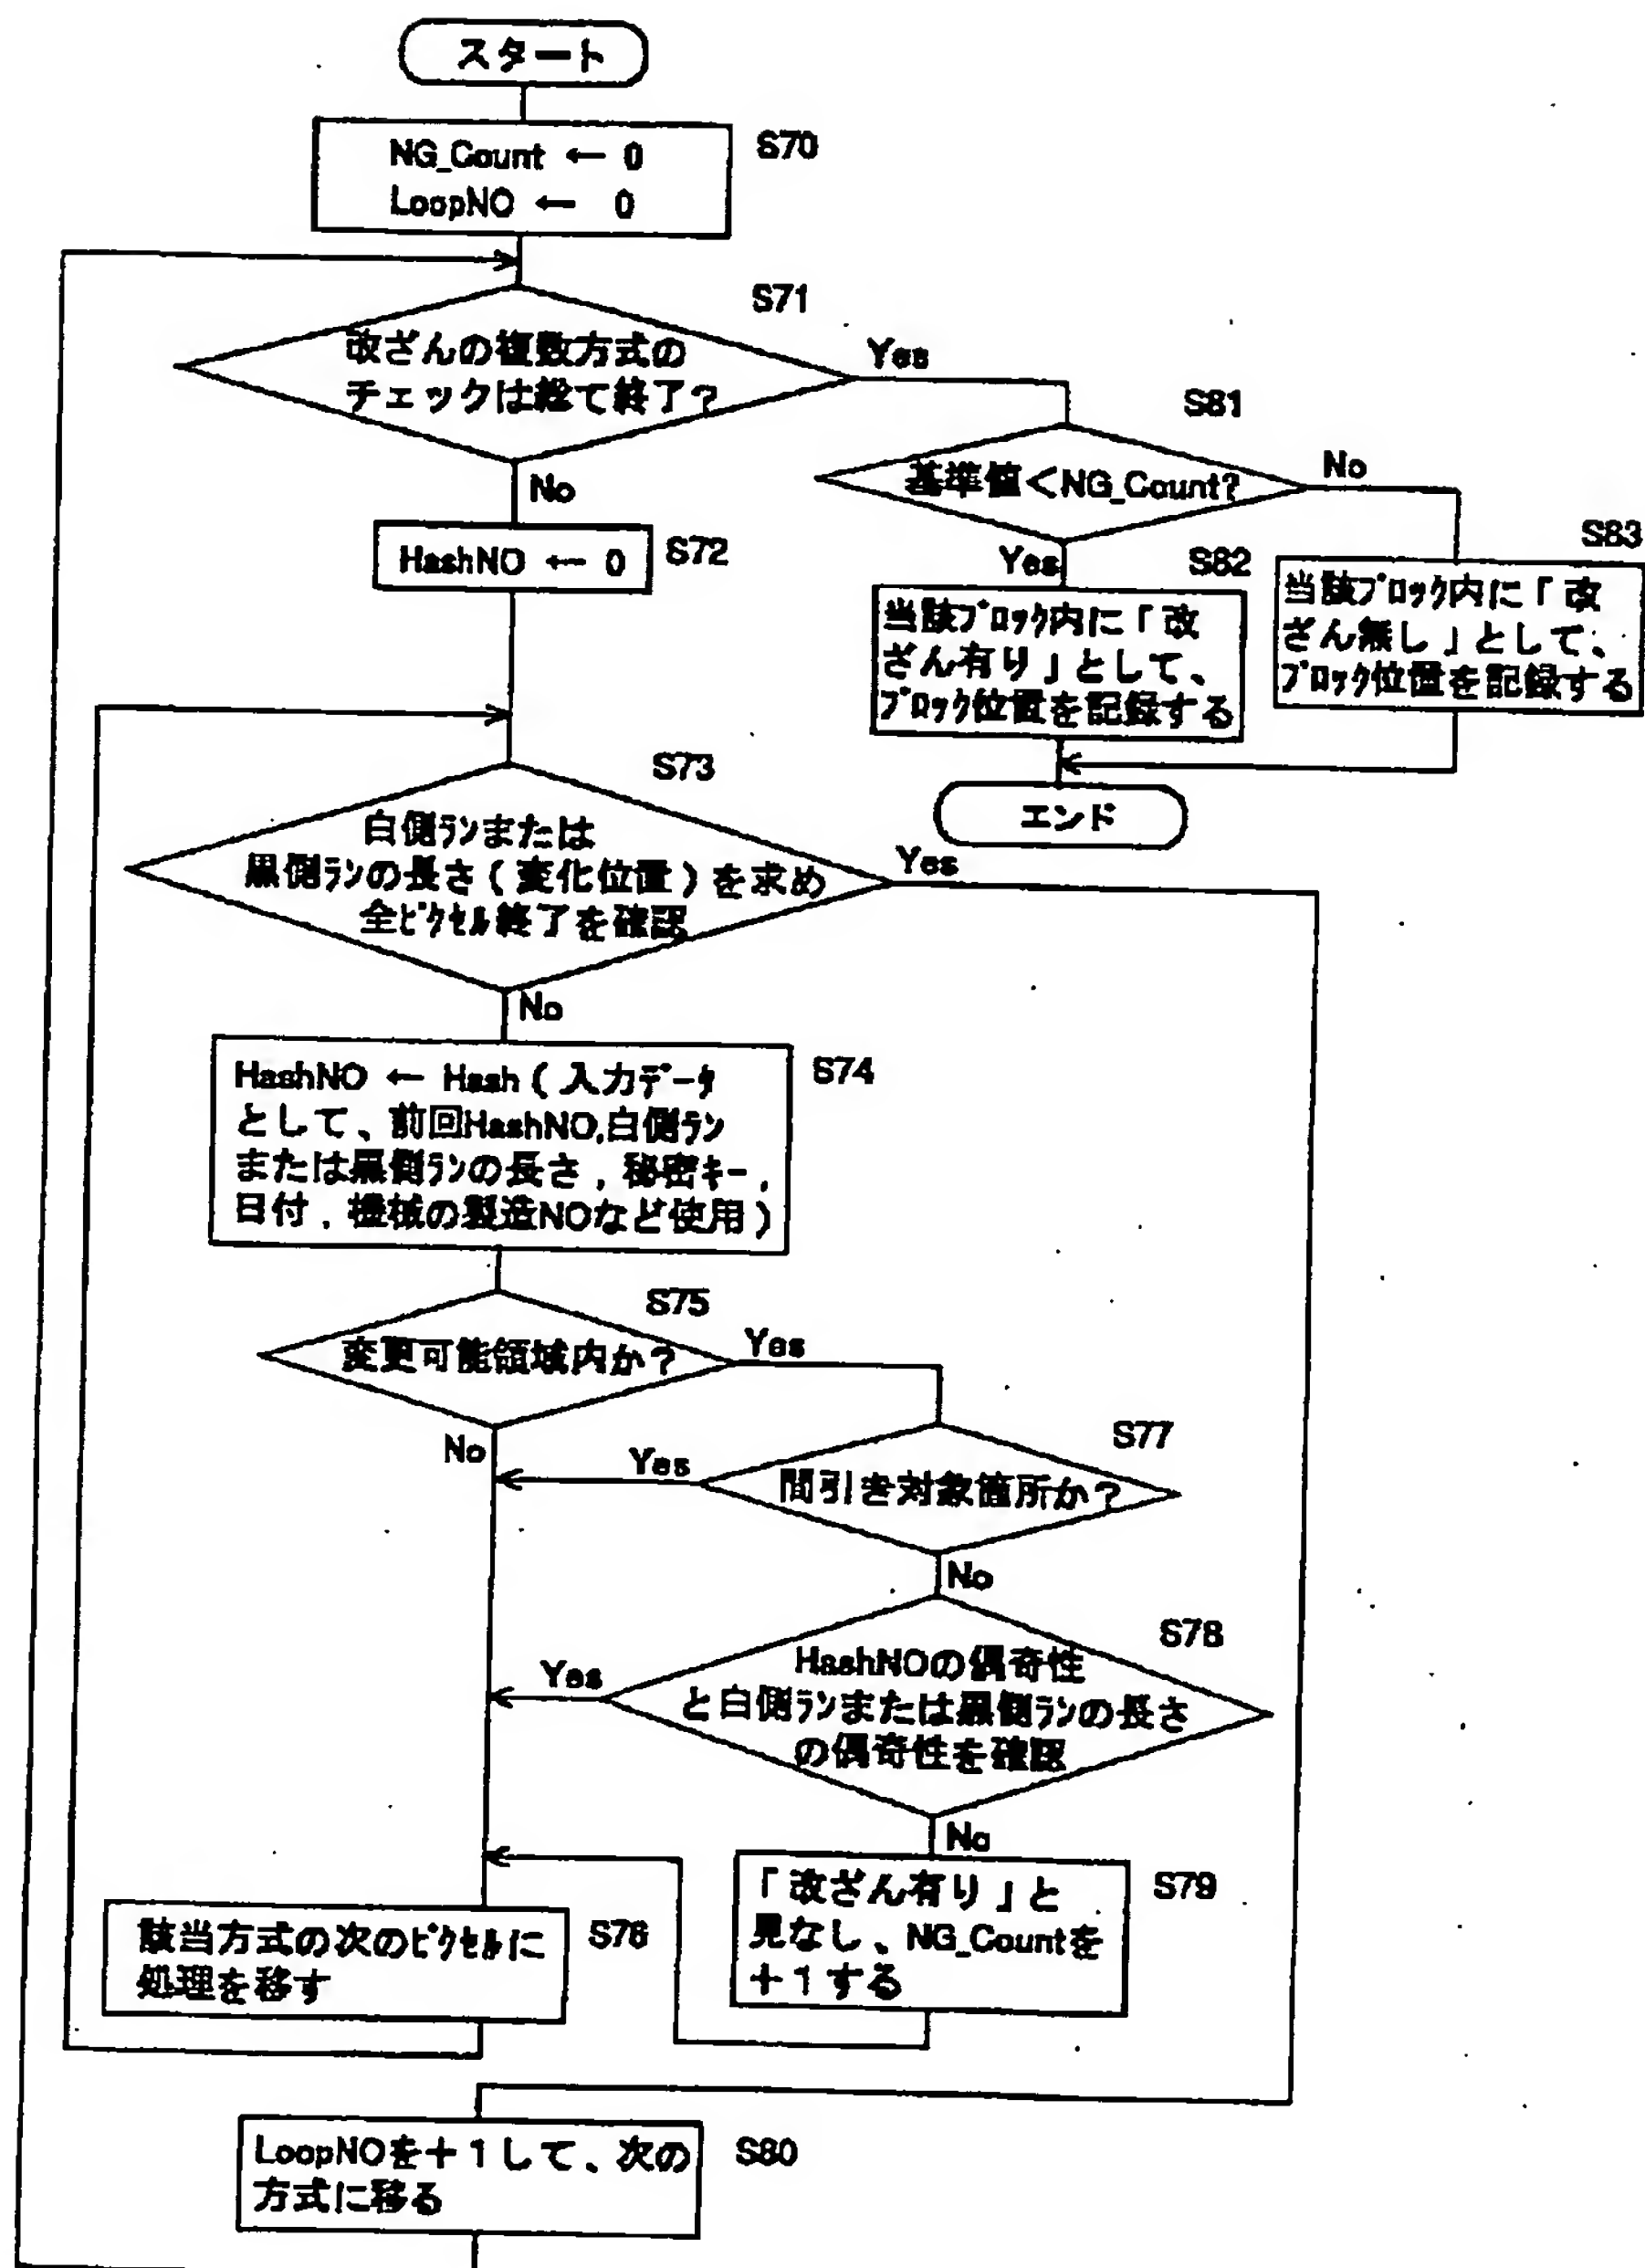 スタート
NG_Count ← 0
LoopNO ← 0
S70
S71
改ざんの複数方式の
チェックは総て終了?
Yes
No
S81
基準値<NG_Count?
No
Yes
HashNO ← 0
S72
S82
当該ブロック内に「改
ざん有り」として、
ブロック位置を記録する
S83
当該ブロック内に「改
ざん無し」として、
ブロック位置を記録する
エンド
S73
白側ランまたは
黒側ランの長さ(変化位置)を求め
全ピクセル終了を確認
Yes
No
HashNO ← Hash(入力データ
として、前回HashNO,白側ラン
または黒側ランの長さ,秘密キー,
日付,機械の製造NOなど使用)
S74
S75
変更可能領域内か?
Yes
No
S77
間引き対象箇所か?
Yes
No
S78
HashNOの偶奇性
と白側ランまたは黒側ランの長さ
の偶奇性を確認
Yes
No
「改ざん有り」と
見なし、NG_Countを
+1する
S79
該当方式の次のピクセルに
処理を移す
S76
LoopNOを+1して、次の
方式に移る
S80